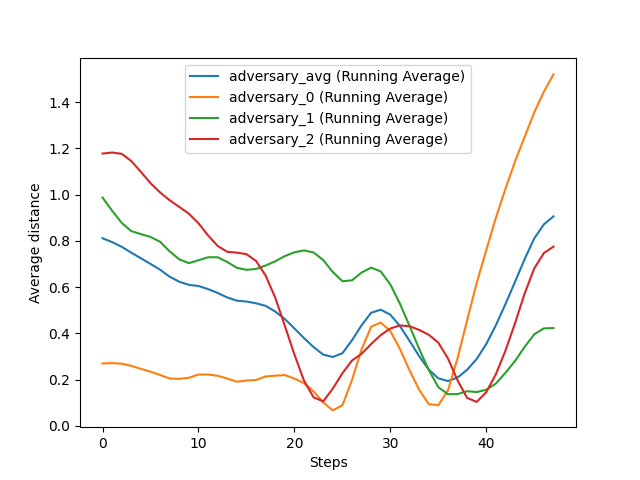 adversary_avg (Running Average)
adversary_0 (Running Average)
adversary_1 (Running Average)
adversary_2 (Running Average)
1.4
1.2
1.0
0.8
0.6
0.4
0.2
0.0
Average distance
0 10 20 30 40
Steps